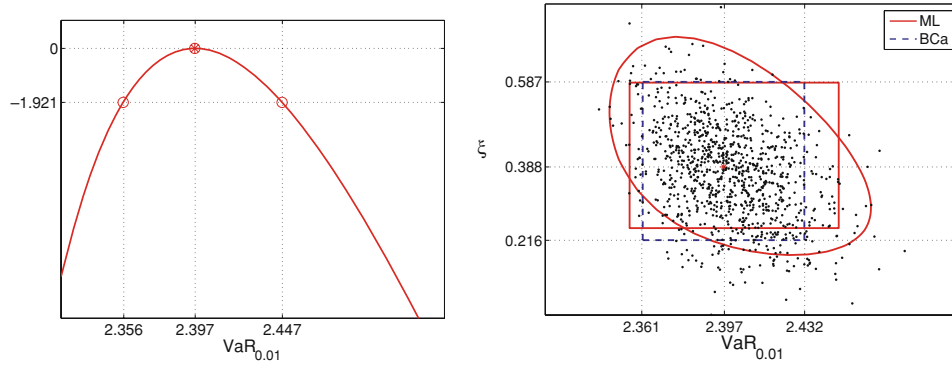 0
−1.921
2.356
2.397
2.447
VaR0.01
ML
BCa
0.587
0.388
0.216
ξ
2.361
2.397
2.432
VaR0.01